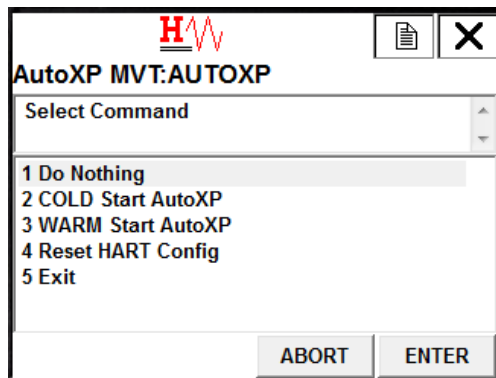 H
AutoXP MVT:AUTOXP
Select Command
1 Do Nothing
2 COLD Start AutoXP
3 WARM Start AutoXP
4 Reset HART Config
5 Exit
ABORT ENTER